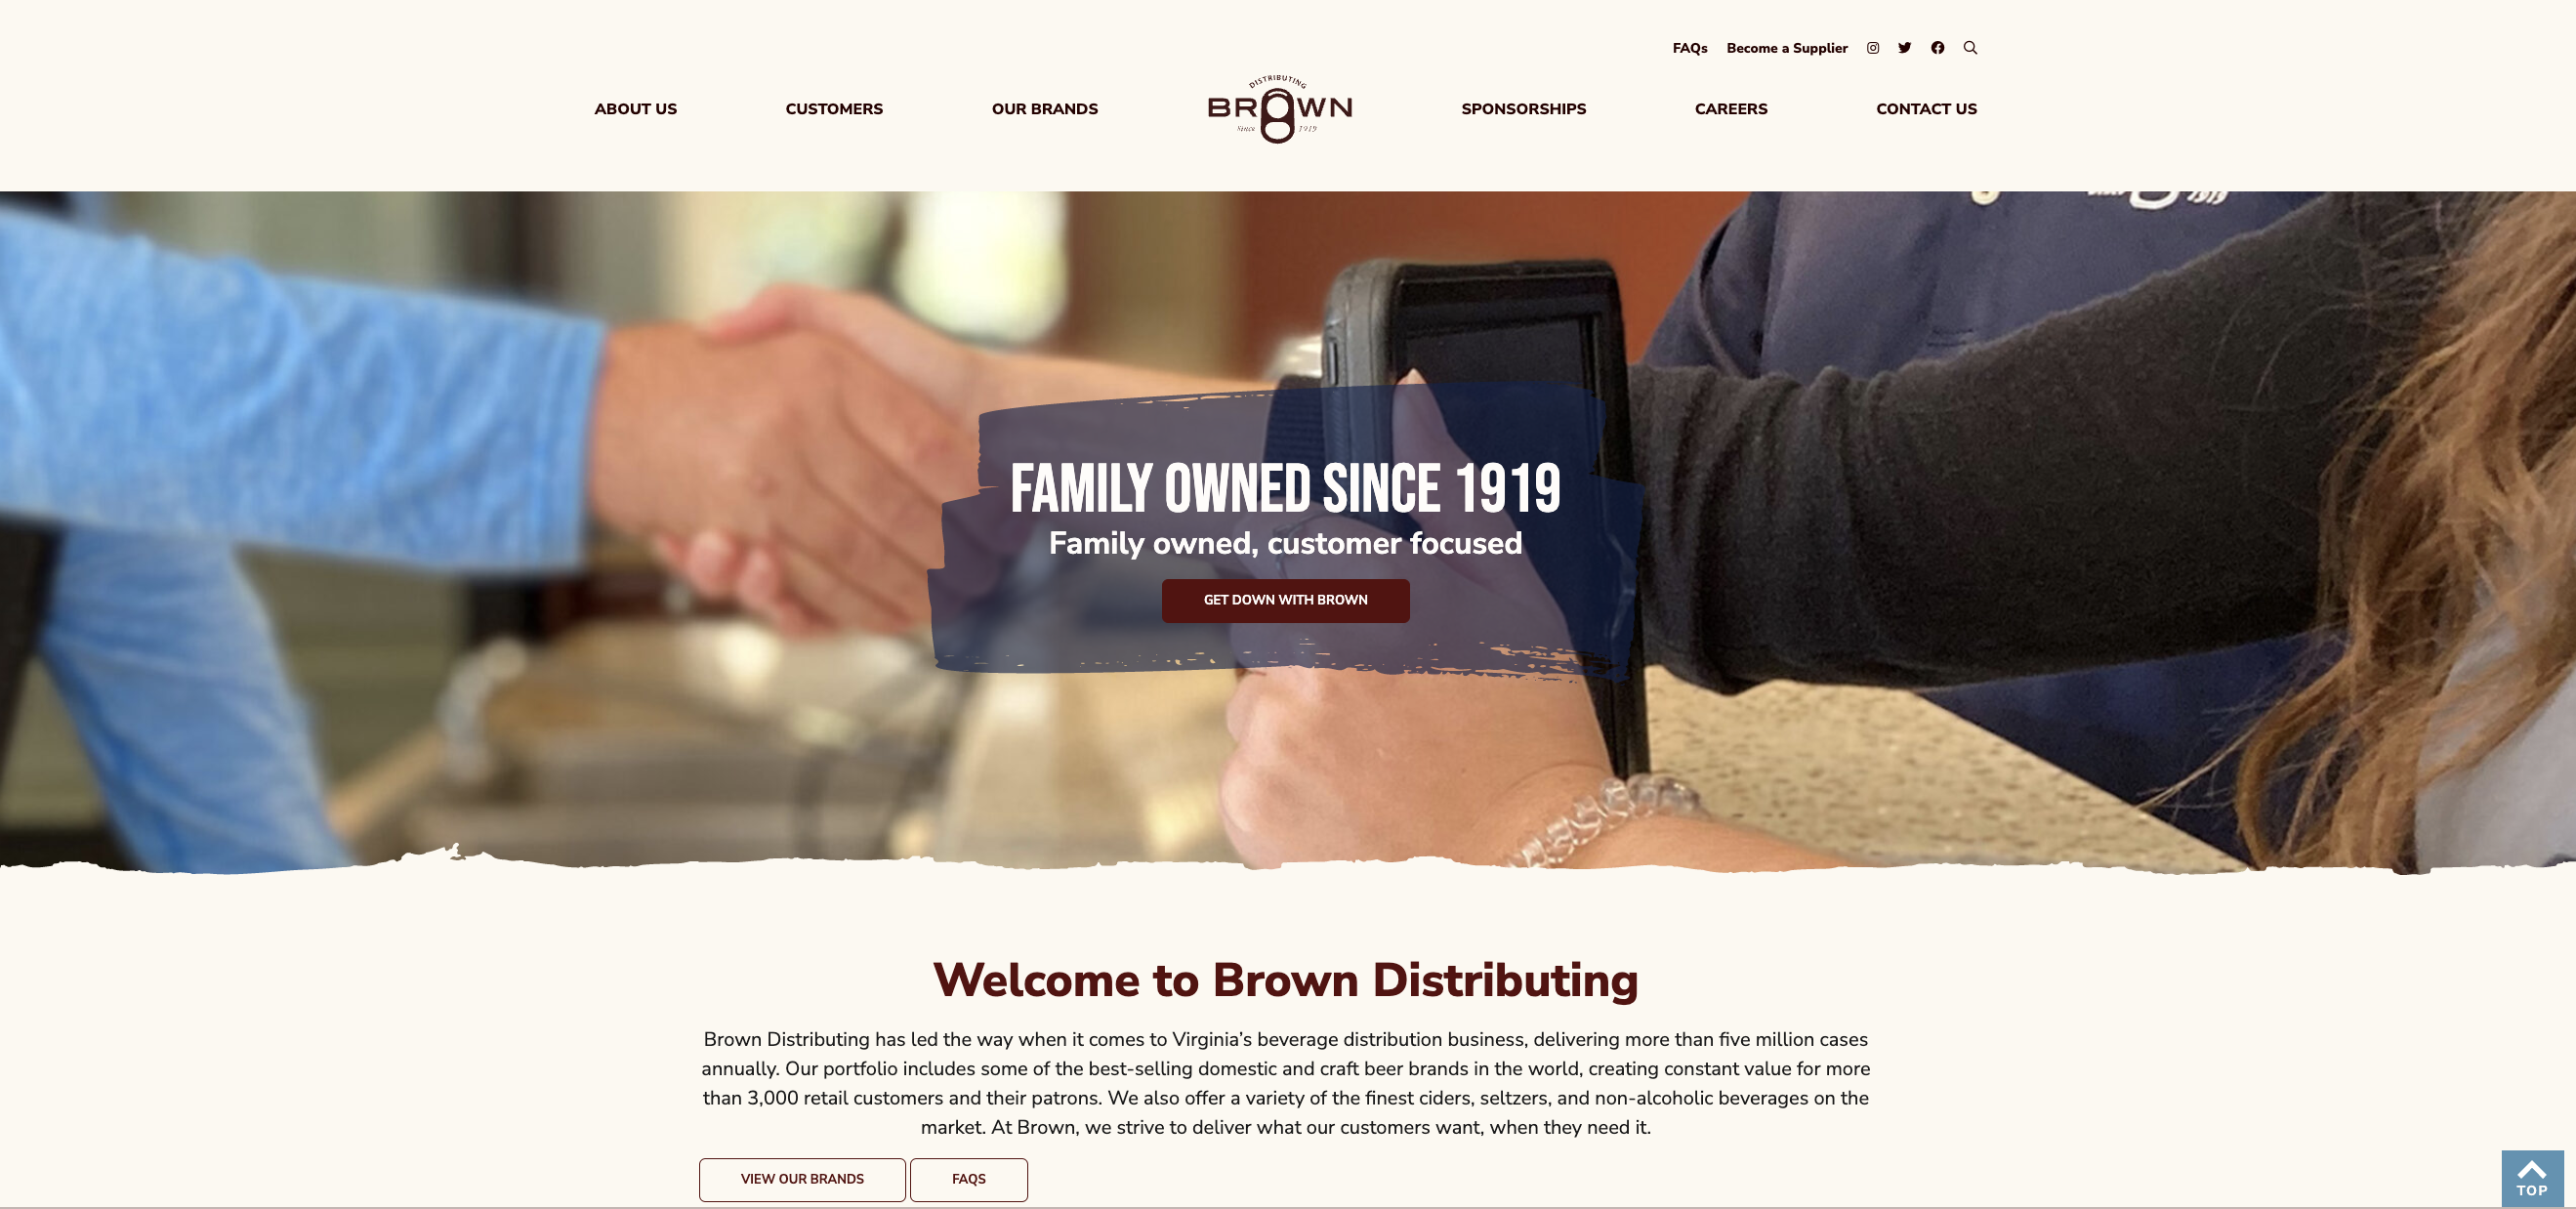 FAQs Become a Supplier
ABOUT US CUSTOMERS OUR BRANDS
DISTRIBUTING
BROWN
Since 1919
SPONSORSHIPS CAREERS CONTACT US
FAMILY OWNED SINCE 1919
Family owned, customer focused
GET DOWN WITH BROWN
Welcome to Brown Distributing
Brown Distributing has led the way when it comes to Virginia’s beverage distribution business, delivering more than five million cases
annually. Our portfolio includes some of the best-selling domestic and craft beer brands in the world, creating constant value for more
than 3,000 retail customers and their patrons. We also offer a variety of the finest ciders, seltzers, and non-alcoholic beverages on the
market. At Brown, we strive to deliver what our customers want, when they need it.
VIEW OUR BRANDS FAQS
TOP